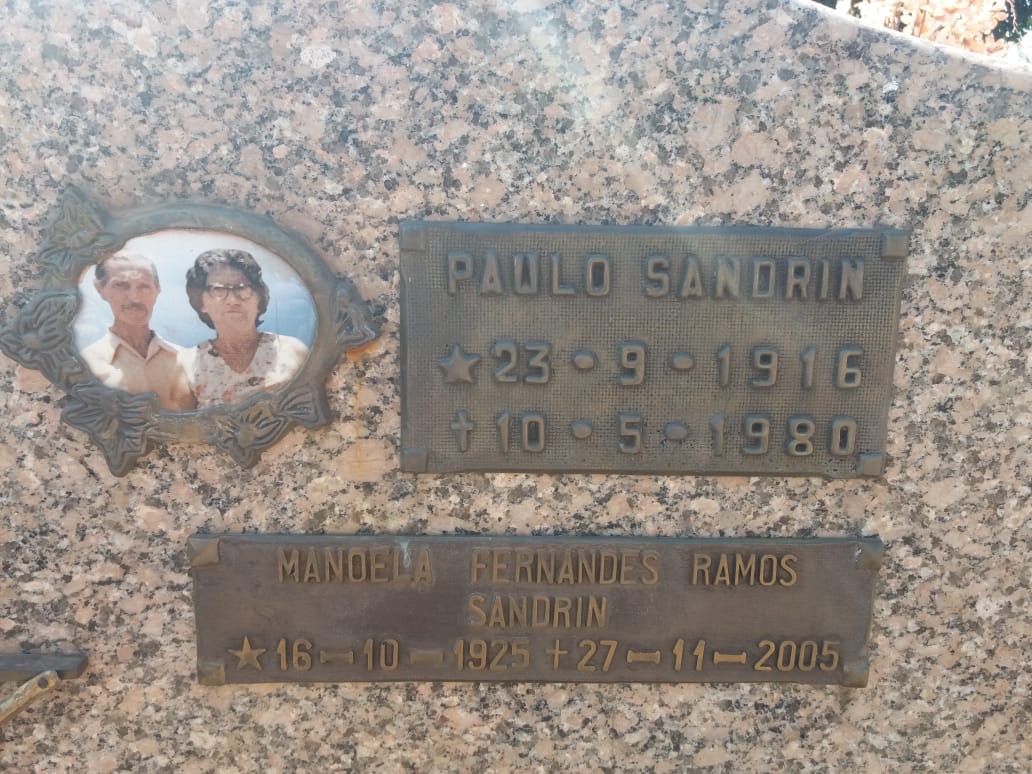 PAULO SANDRIN
★ 23 - 9 - 1916
✝ 10 - 5 - 1980
MANOELA FERNANDES RAMOS
SANDRIN
★ 16 - 10 - 1925 ✝ 27 - 11 - 2005